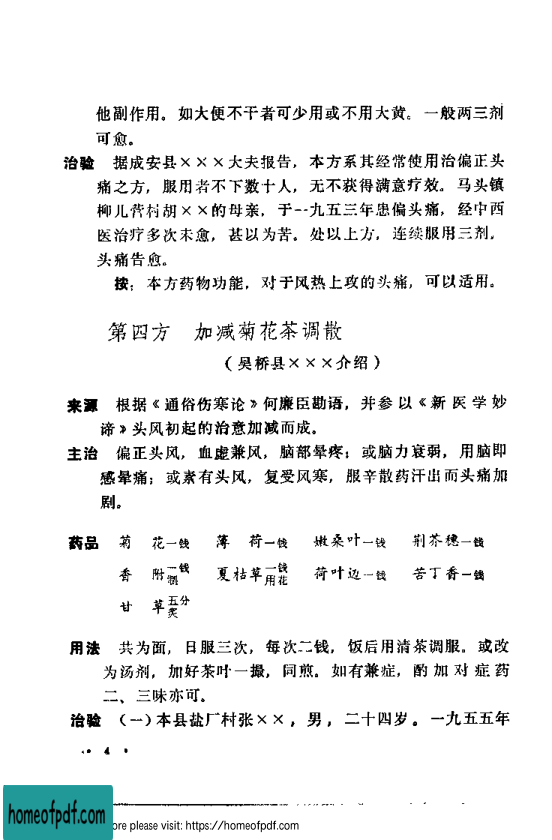 他副作用。如大便不干者可少用或不用大黄。一般两三剂
可愈。
治验 据成安县×××大夫报告，本方系其经常使用治偏正头
痛之方，服用者不下数十人，无不获得满意疗效。马头镇
柳儿营村胡××的母亲，于一九五三年患偏头痛，经中西
医治疗多次未愈，甚以为苦。处以上方，连续服用三剂，
头痛告愈。
按：本方药物功能，对于风热上攻的头痛，可以适用。
第四方 加减菊花茶调散
（吴桥县×××介绍）
来源 根据《通俗伤寒论》何廉臣勘语，并参以《新医学妙
谛》头风初起的治意加减而成。
主治 偏正头风，血虚兼风，脑部晕疼；或脑力衰弱，用脑即
感晕痛；或素有头风，复受风寒，服辛散药汗出而头痛加
剧。
药品 菊花一钱 薄荷一钱 嫩桑叶一钱 荆芥穗一钱
香附一钱制 夏枯草一钱用花 荷叶边一钱 苦丁香一钱
甘草五分炙
用法 共为面，日服三次，每次二钱，饭后用清茶调服。或改
为汤剂，加好茶叶一撮，同煎。如有兼症，酌加对症药
二、三味亦可。
治验 （一）本县盐厂村张××，男，二十四岁。一九五五年
4
homeofpdf.com
ore please visit: https://homeofpdf.com